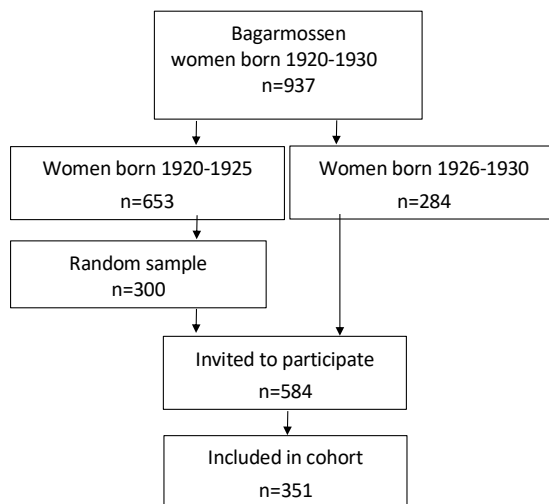 Bagarmossen
women born 1920-1930
n=937
Women born 1920-1925
n=653
Women born 1926-1930
n=284
Random sample
n=300
Invited to participate
n=584
Included in cohort
n=351